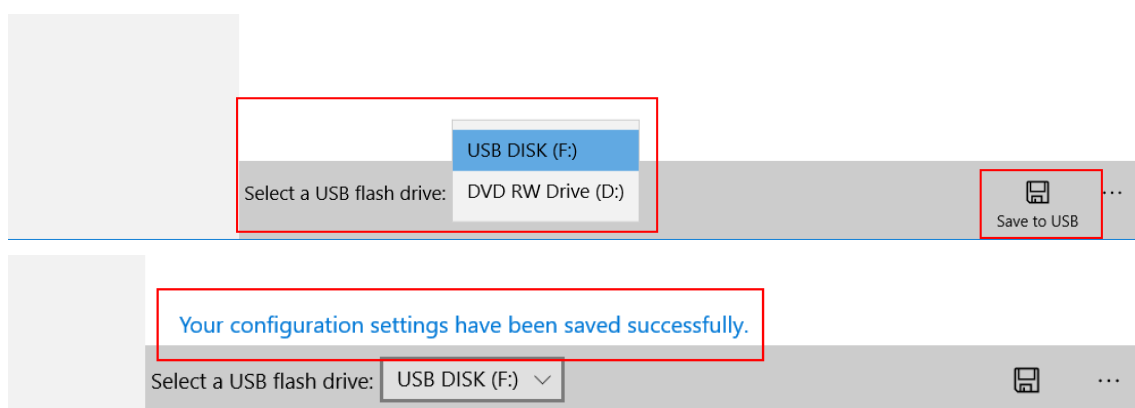 USB DISK (F:)
Select a USB flash drive: DVD RW Drive (D:)
...
Save to USB
Your configuration settings have been saved successfully.
Select a USB flash drive: USB DISK (F:)
...